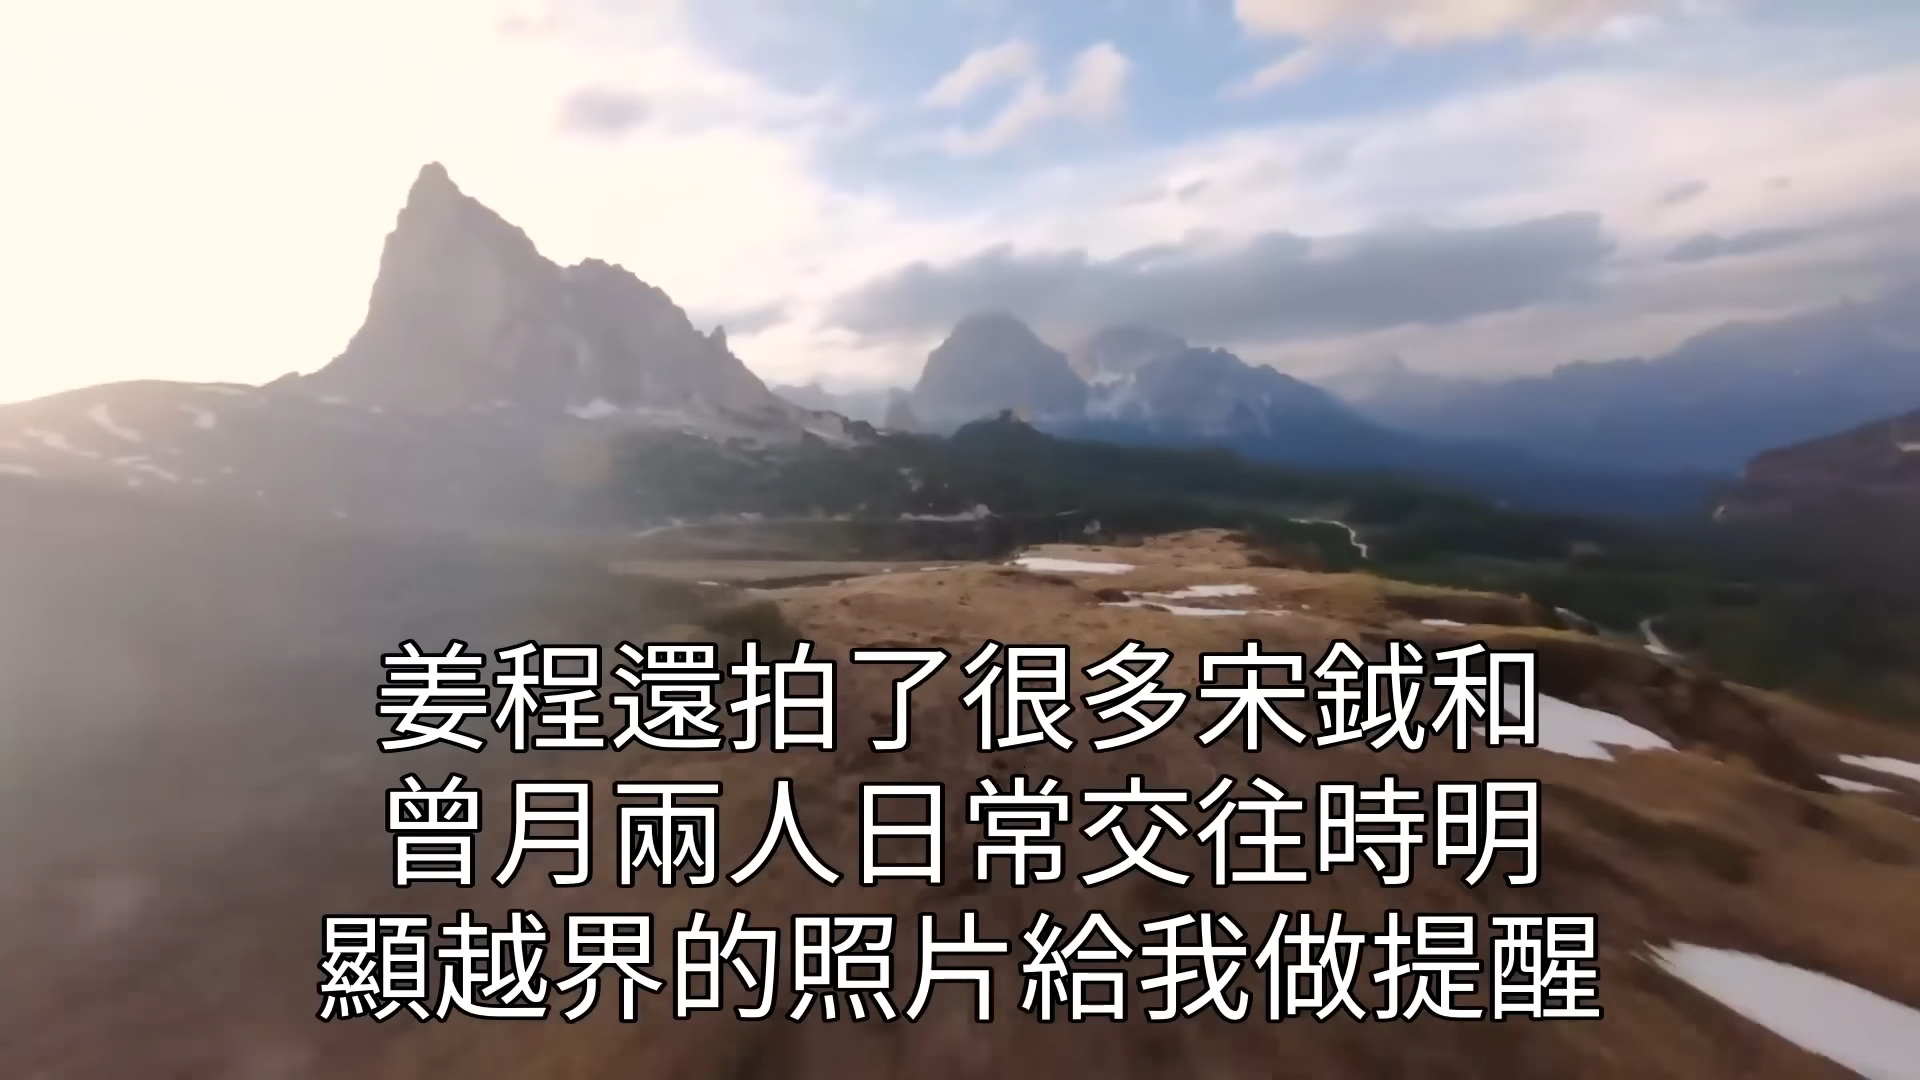 姜程還拍了很多宋鉞和
曾月兩人日常交往時明
顯越界的照片給我做提醒